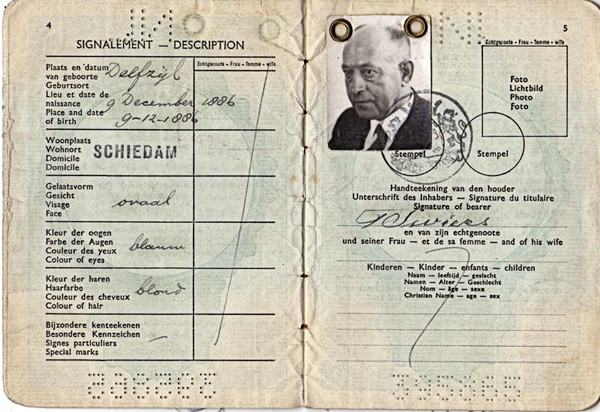 4
SIGNALEMENT — DESCRIPTION
Echtgenoote - Frau - femme - wife
Plaats en datum van geboorte
Geburtsort
Lieu et date de naissance
Place and date of birth
Delfzijl
9 December 1886
9-12-1886
Woonplaats
Wohnort
Domicile
Domicile
SCHIEDAM
Gelaatsvorm
Gesicht
Visage
Face
ovaal
Kleur der oogen
Farbe der Augen
Couleur des yeux
Colour of eyes
blauw
Kleur der haren
Haarfarbe
Couleur des cheveux
Colour of hair
blond
Bijzondere kenteekenen
Besondere Kennzeichen
Signes particuliers
Special marks
—
5
Echtgenoote - Frau - femme - wife
Foto
Lichtbild
Photo
Foto
Stempel
Stempel
Handteekening van den houder
Unterschrift des Inhabers — Signature du titulaire
Signature of bearer
en van zijn echtgenoote
und seiner Frau — et de sa femme — and of his wife
Kinderen — Kinder — enfants — children
Naam — leeftijd — geslacht
Namen — Alter — Geschlecht
Nom — âge — sexe
Christian Name — age — sex